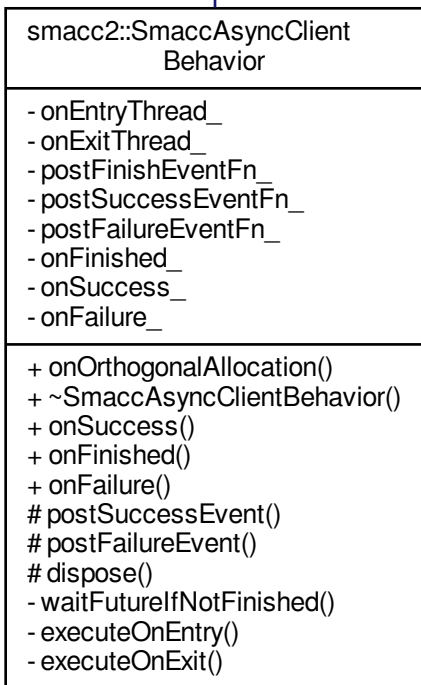 smacc2::SmaccAsyncClient
Behavior
- onEntryThread_
- onExitThread_
- postFinishEventFn_
- postSuccessEventFn_
- postFailureEventFn_
- onFinished_
- onSuccess_
- onFailure_
+ onOrthogonalAllocation()
+ ~SmaccAsyncClientBehavior()
+ onSuccess()
+ onFinished()
+ onFailure()
# postSuccessEvent()
# postFailureEvent()
# dispose()
- waitFutureIfNotFinished()
- executeOnEntry()
- executeOnExit()